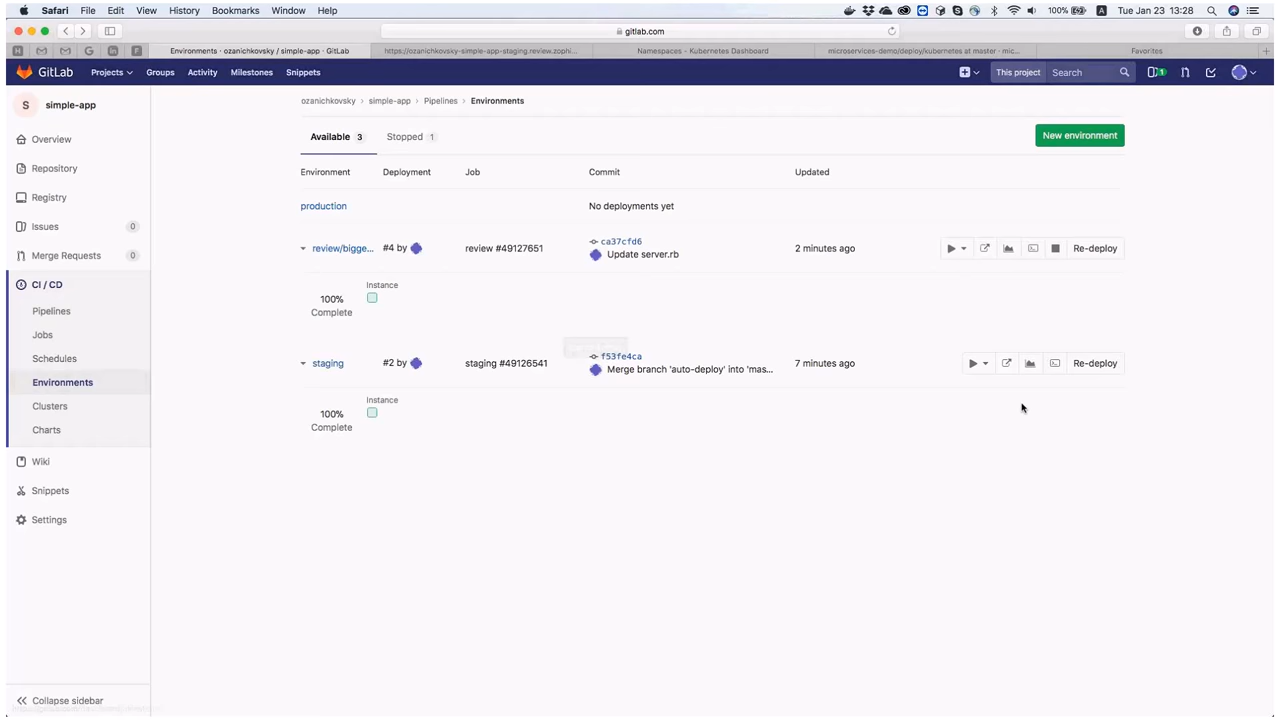 Safari File Edit View History Bookmarks Window Help 100% A Tue Jan 23 13:28
gitlab.com
Environments · ozanichkovsky / simple-app · GitLab https://ozanichkovsky-simple-app-staging.review.zophi... Namespaces - Kubernetes Dashboard microservices-demo/deploy/kubernetes at master · mic... Favorites
GitLab Projects Groups Activity Milestones Snippets This project Search 1
S simple-app
ozanichkovsky > simple-app > Pipelines > Environments
Overview
Repository
Registry
Issues 0
Merge Requests 0
CI / CD
Pipelines
Jobs
Schedules
Environments
Clusters
Charts
Wiki
Snippets
Settings
Collapse sidebar
Available 3 Stopped 1 New environment
Environment Deployment Job Commit Updated
production No deployments yet
review/bigge... #4 by review #49127651 ca37cfd6 2 minutes ago Re-deploy
Update server.rb
Instance
100%
Complete
staging #2 by staging #49126541 f53fe4ca 7 minutes ago Re-deploy
Merge branch 'auto-deploy' into 'mas...
Instance
100%
Complete